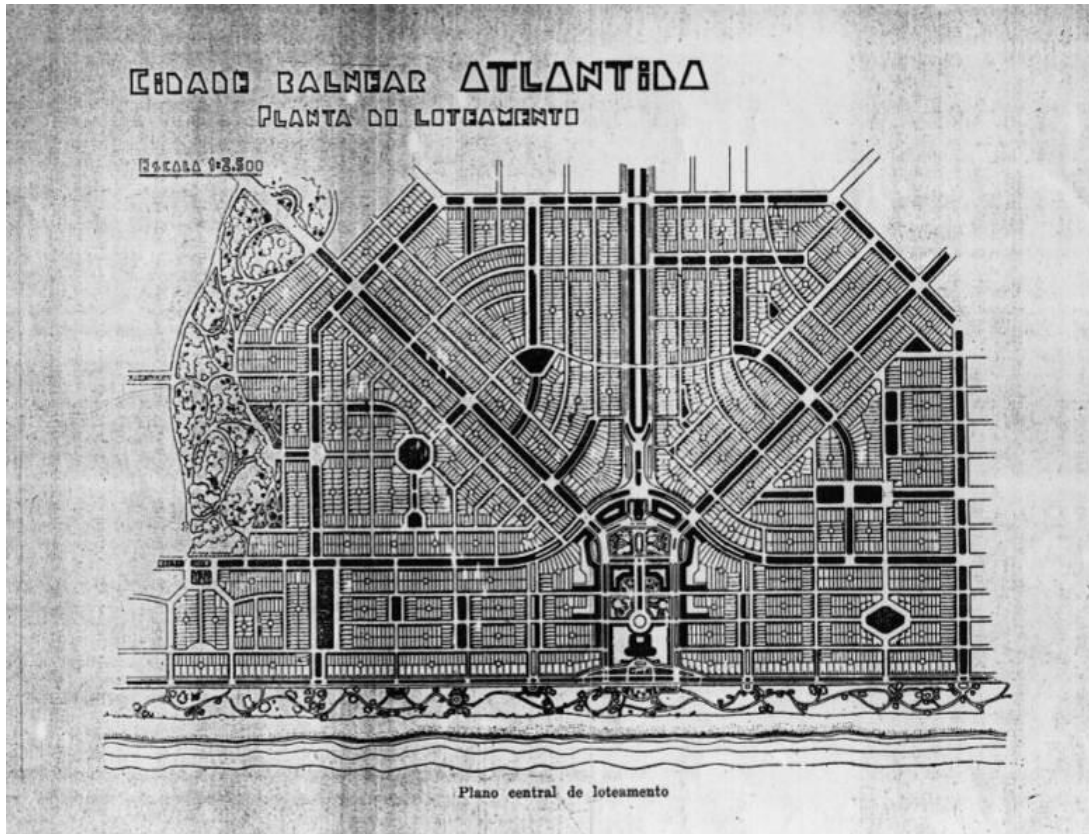 CIDADE BALNEAR ATLANTIDA
PLANTA DO LOTEAMENTO
ESCALA 1:2.500
Plano central de loteamento